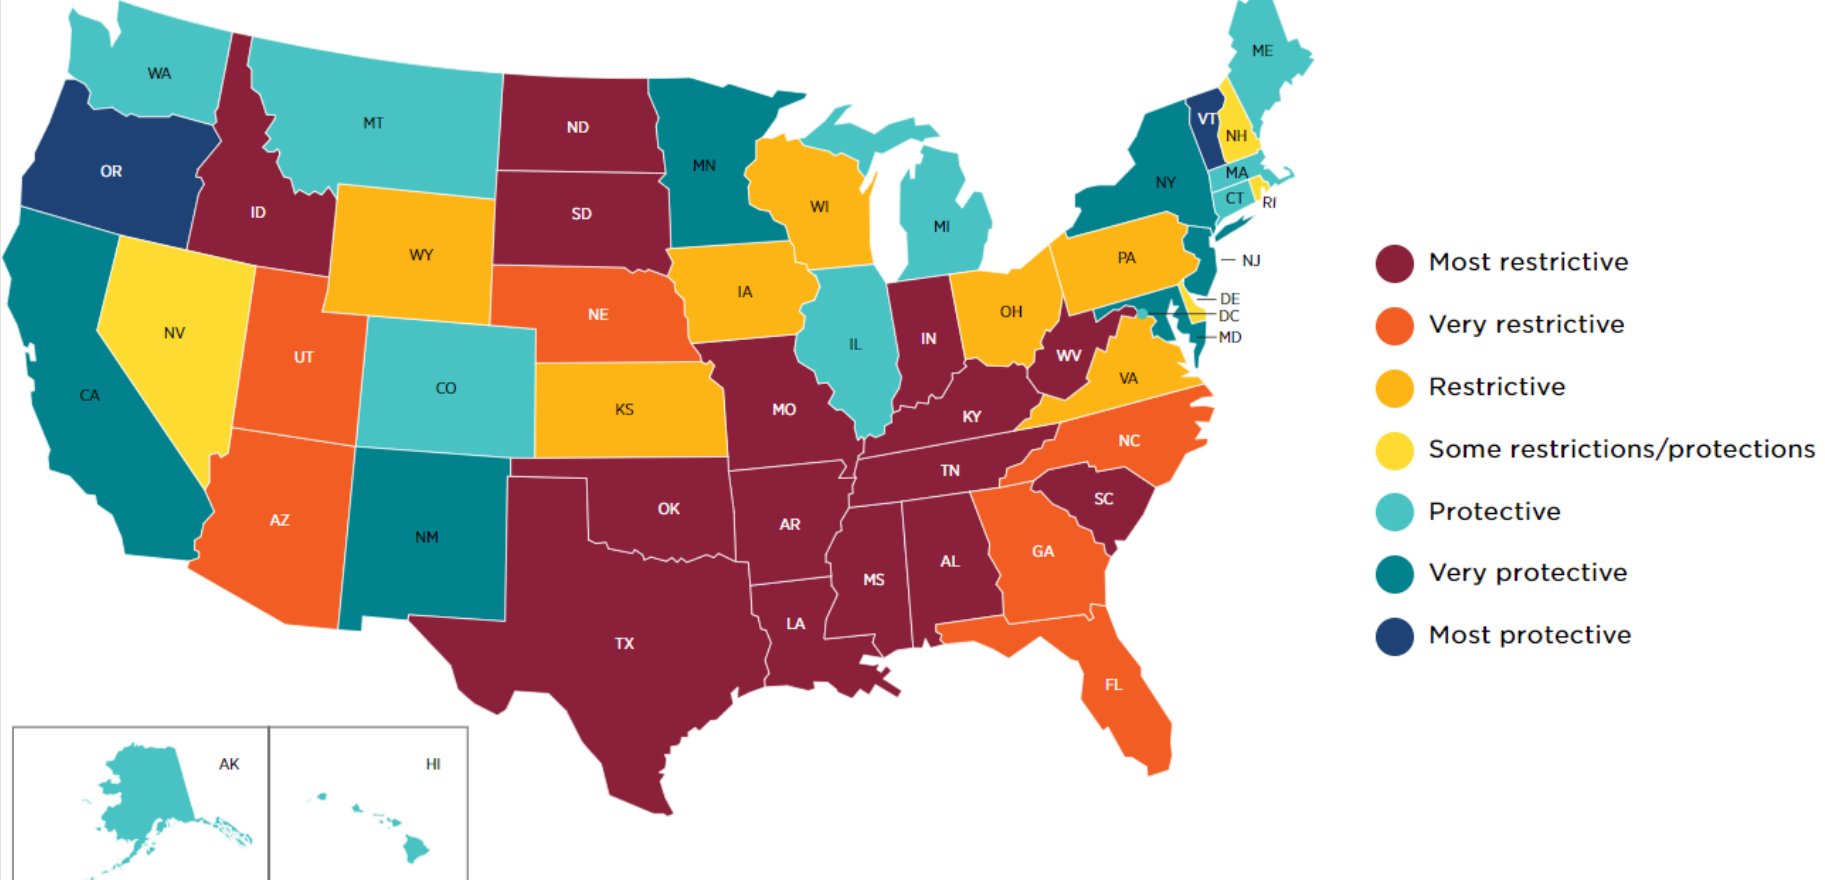 ME
WA
VT
MT
ND
NH
MN
OR
MA
NY
CT
RI
WI
ID
SD
MI
WY
PA
NJ
IA
DE
OH
DC
NE
NV
MD
IN
IL
WV
UT
VA
CO
CA
KS
MO
KY
NC
TN
SC
OK
AZ
AR
NM
GA
AL
MS
LA
TX
FL
AK
HI
Most restrictive
Very restrictive
Restrictive
Some restrictions/protections
Protective
Very protective
Most protective